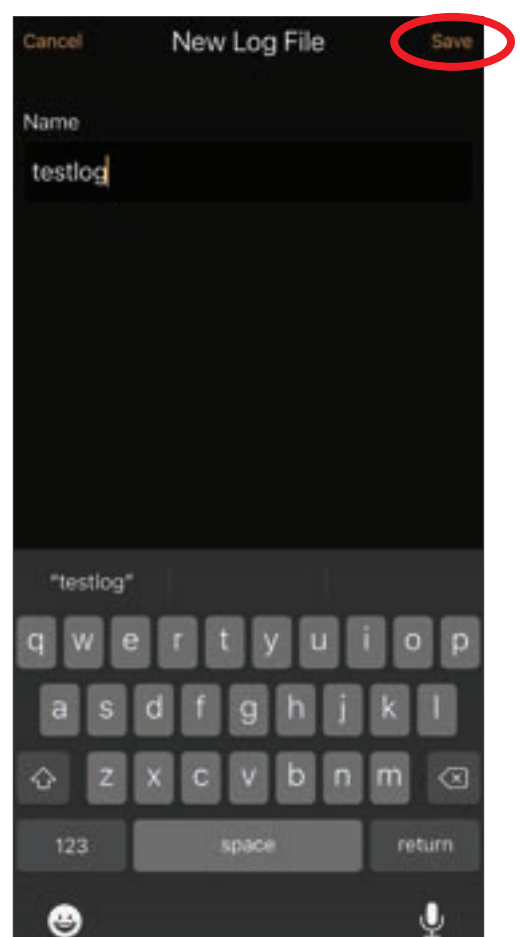 Cancel New Log File Save
Name
testlog
"testlog"
q w e r t y u i o p
a s d f g h j k l
z x c v b n m
123 space return